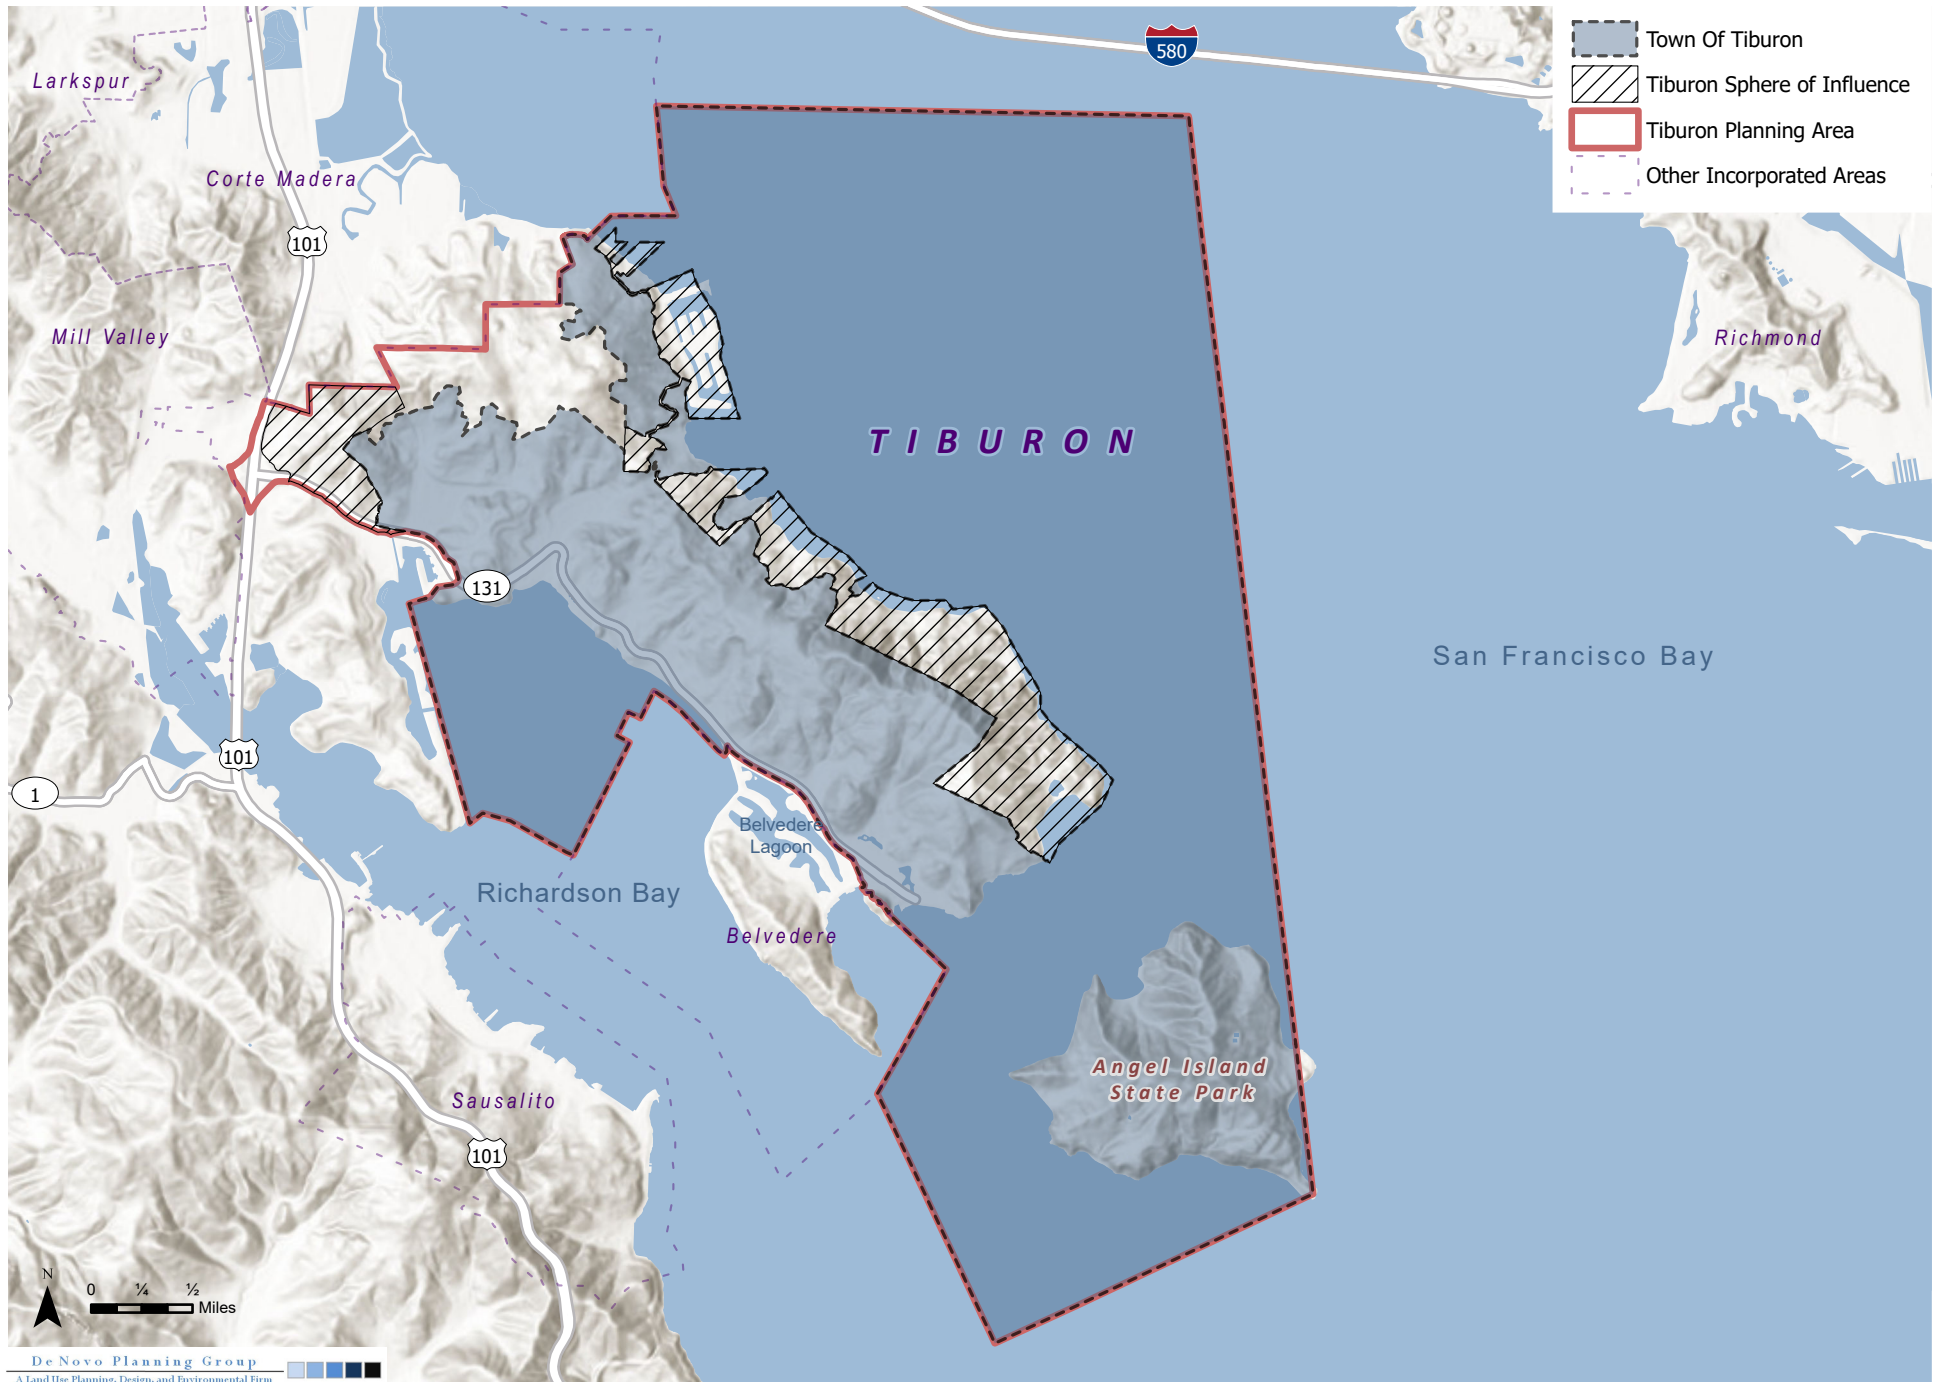 580
Town Of Tiburon
Tiburon Sphere of Influence
Tiburon Planning Area
Other Incorporated Areas
Larkspur
Corte Madera
101
Mill Valley
Richmond
TIBURON
131
San Francisco Bay
101
1
Belvedere
Lagoon
Richardson Bay
Belvedere
Angel Island
State Park
Sausalito
101
N
0 ¼ ½
Miles
De Novo Planning Group
A Land Use Planning, Design, and Environmental Firm